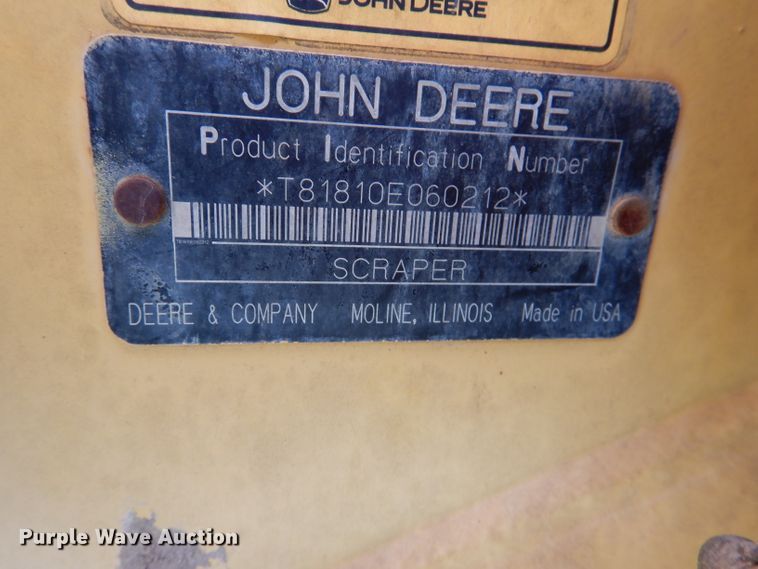 JOHN DEERE
JOHN DEERE
Product Identification Number
*T81810E060212*
SCRAPER
DEERE & COMPANY MOLINE, ILLINOIS Made in USA
Purple Wave Auction